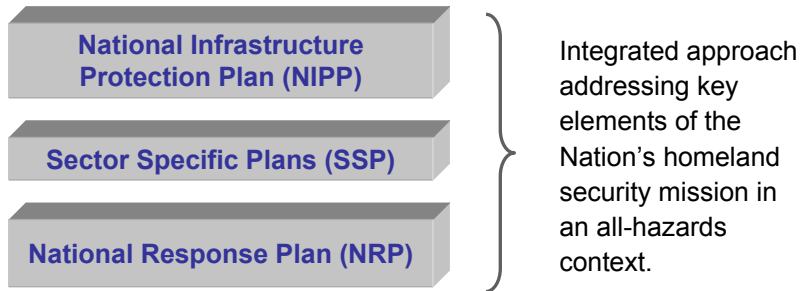 National Infrastructure
Protection Plan (NIPP)
Sector Specific Plans (SSP)
National Response Plan (NRP)
Integrated approach
addressing key
elements of the
Nation’s homeland
security mission in
an all-hazards
context.